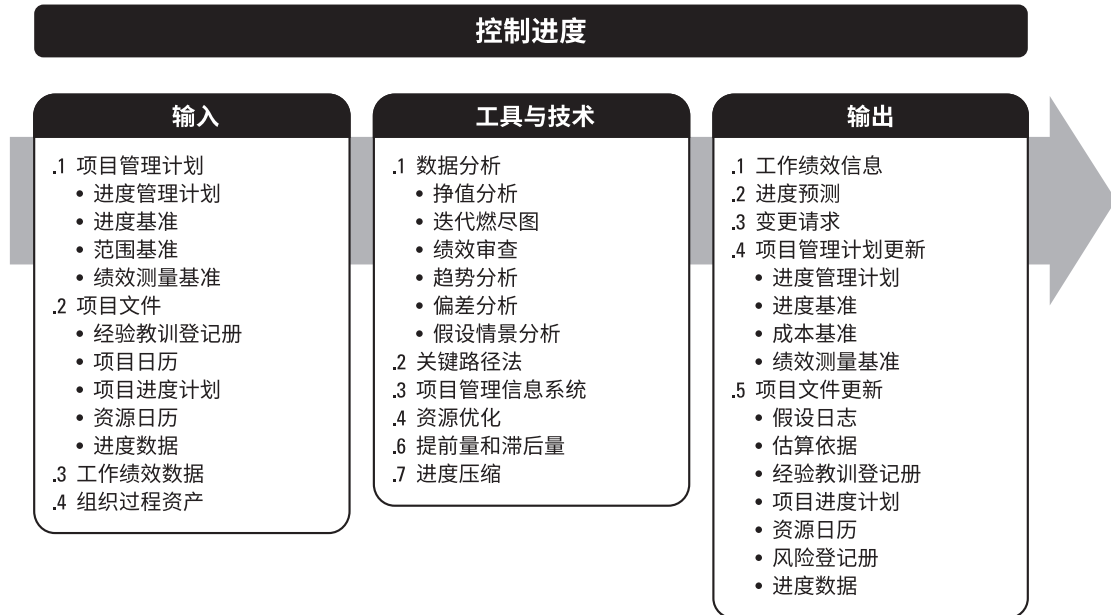 控制进度
输入
.1 项目管理计划
• 进度管理计划
• 进度基准
• 范围基准
• 绩效测量基准
.2 项目文件
• 经验教训登记册
• 项目日历
• 项目进度计划
• 资源日历
• 进度数据
.3 工作绩效数据
.4 组织过程资产
工具与技术
.1 数据分析
• 挣值分析
• 迭代燃尽图
• 绩效审查
• 趋势分析
• 偏差分析
• 假设情景分析
.2 关键路径法
.3 项目管理信息系统
.4 资源优化
.6 提前量和滞后量
.7 进度压缩
输出
.1 工作绩效信息
.2 进度预测
.3 变更请求
.4 项目管理计划更新
• 进度管理计划
• 进度基准
• 成本基准
• 绩效测量基准
.5 项目文件更新
• 假设日志
• 估算依据
• 经验教训登记册
• 项目进度计划
• 资源日历
• 风险登记册
• 进度数据